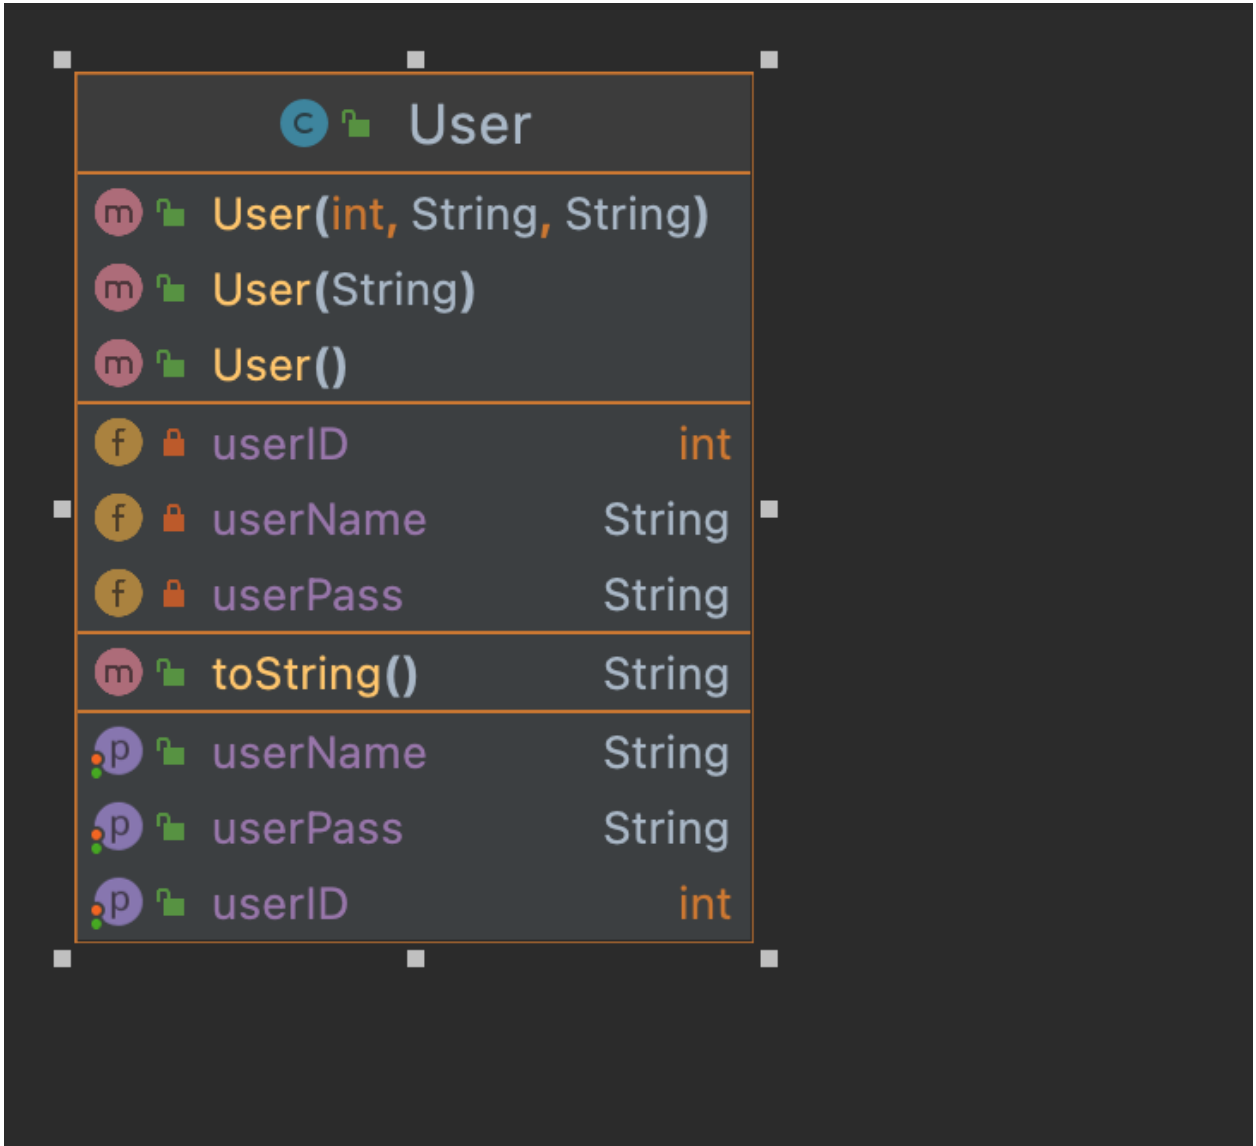 C User
m User(int, String, String)
m User(String)
m User()
f userID int
f userName String
f userPass String
m toString() String
p userName String
p userPass String
p userID int